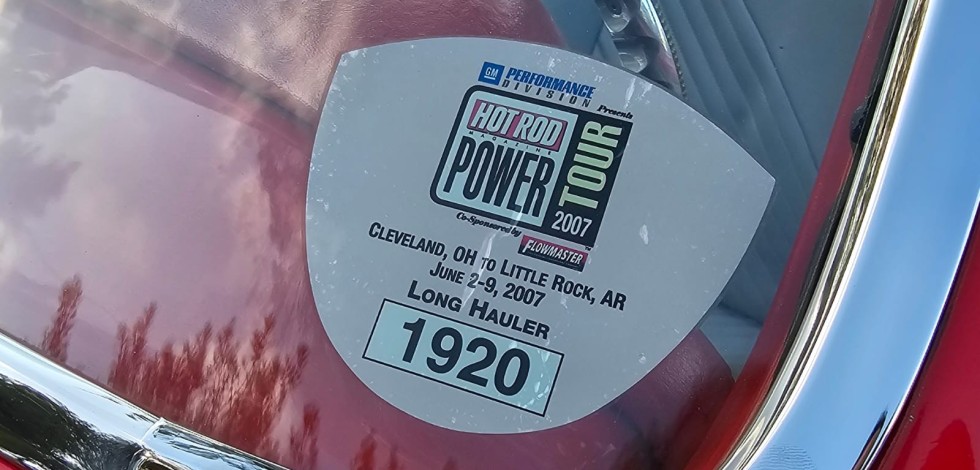 GM PERFORMANCE
DIVISION Presents
HOT ROD
MAGAZINE
POWER
TOUR
2007
Co-Sponsored by
FLOWMASTER
CLEVELAND, OH TO LITTLE ROCK, AR
JUNE 2-9, 2007
LONG HAULER
1920